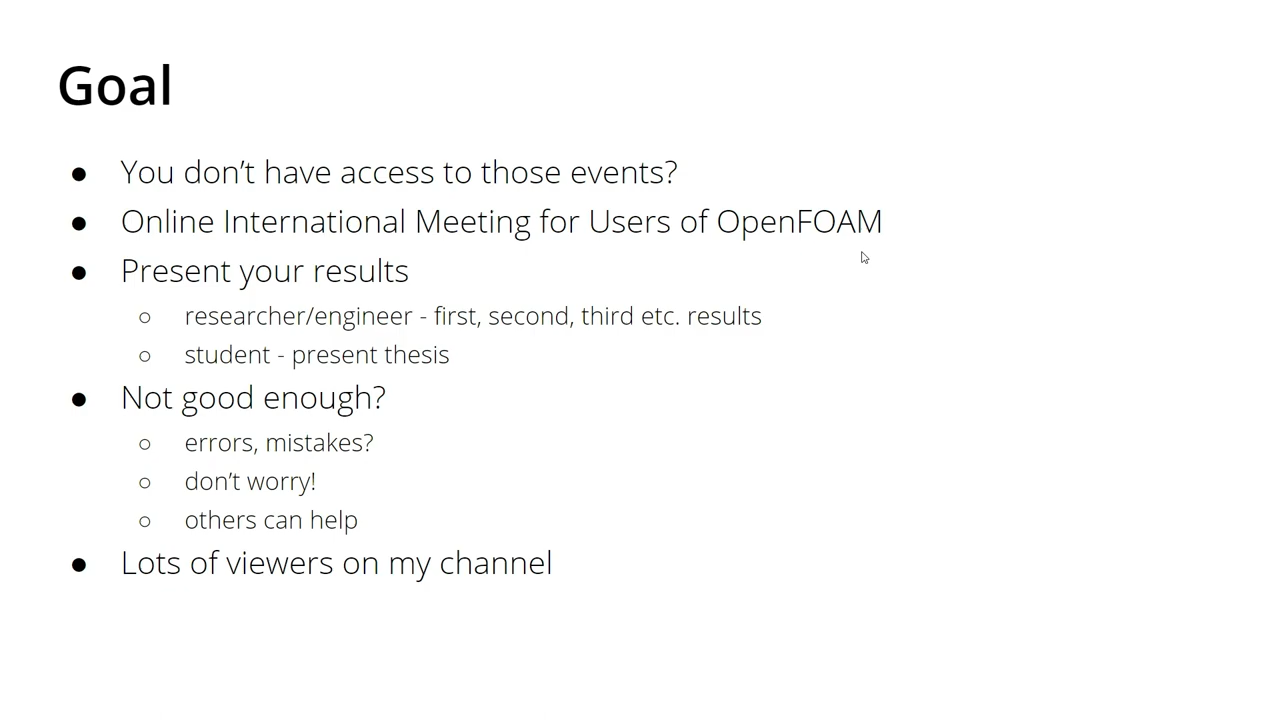 Goal
● You don’t have access to those events?
● Online International Meeting for Users of OpenFOAM
● Present your results
○ researcher/engineer - first, second, third etc. results
○ student - present thesis
● Not good enough?
○ errors, mistakes?
○ don’t worry!
○ others can help
● Lots of viewers on my channel